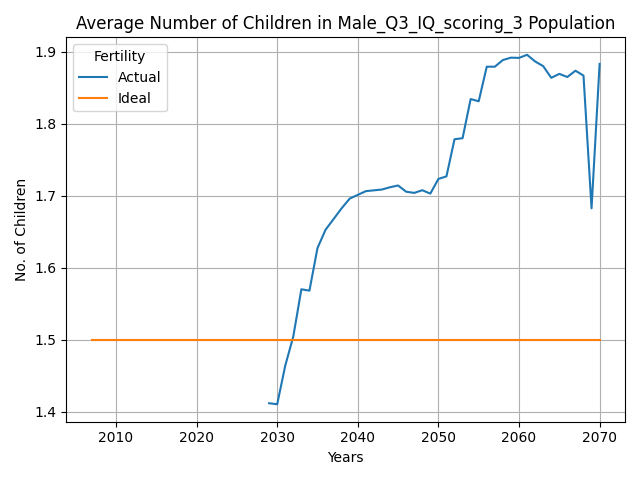 Average Number of Children in Male_Q3_IQ_scoring_3 Population
Fertility
Actual
Ideal
No. of Children
1.9
1.8
1.7
1.6
1.5
1.4
2010 2020 2030 2040 2050 2060 2070
Years